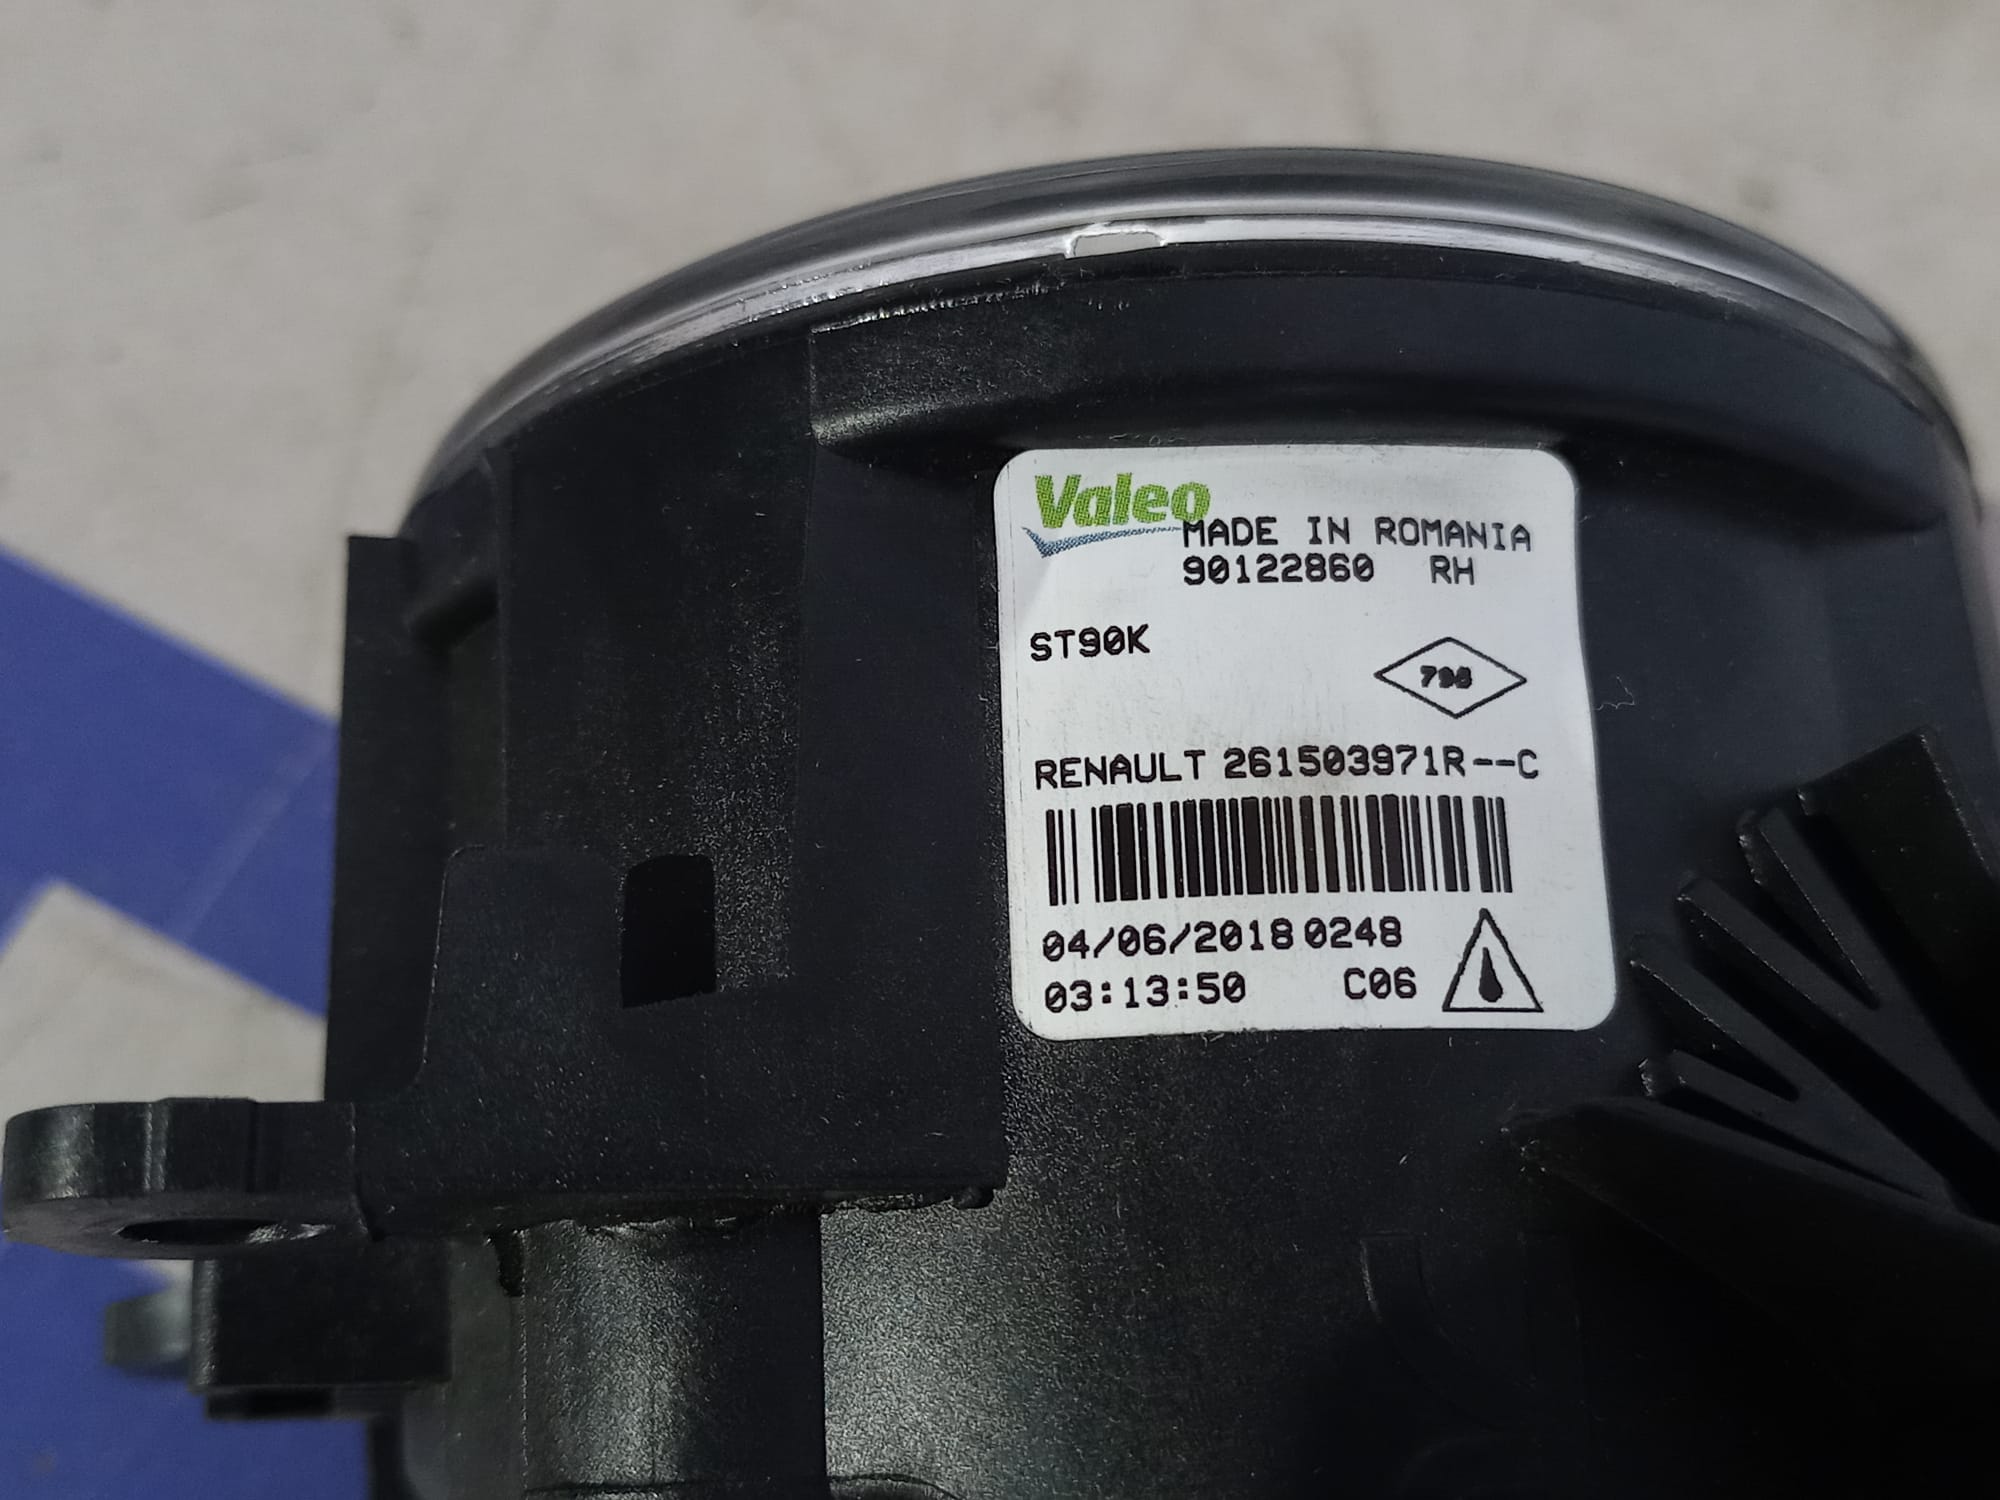 Valeo
MADE IN ROMANIA
90122860 RH
ST90K
RENAULT 261503971R--C
04/06/2018 0248
03:13:50 C06